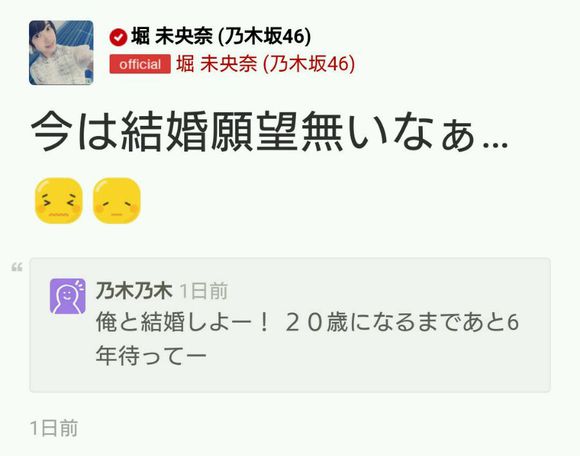 堀 未央奈 (乃木坂46)
official 堀 未央奈 (乃木坂46)
今は結婚願望無いなぁ...
乃木乃木 1日前
俺と結婚しよー！ ２０歳になるまであと6
年待ってー
1日前